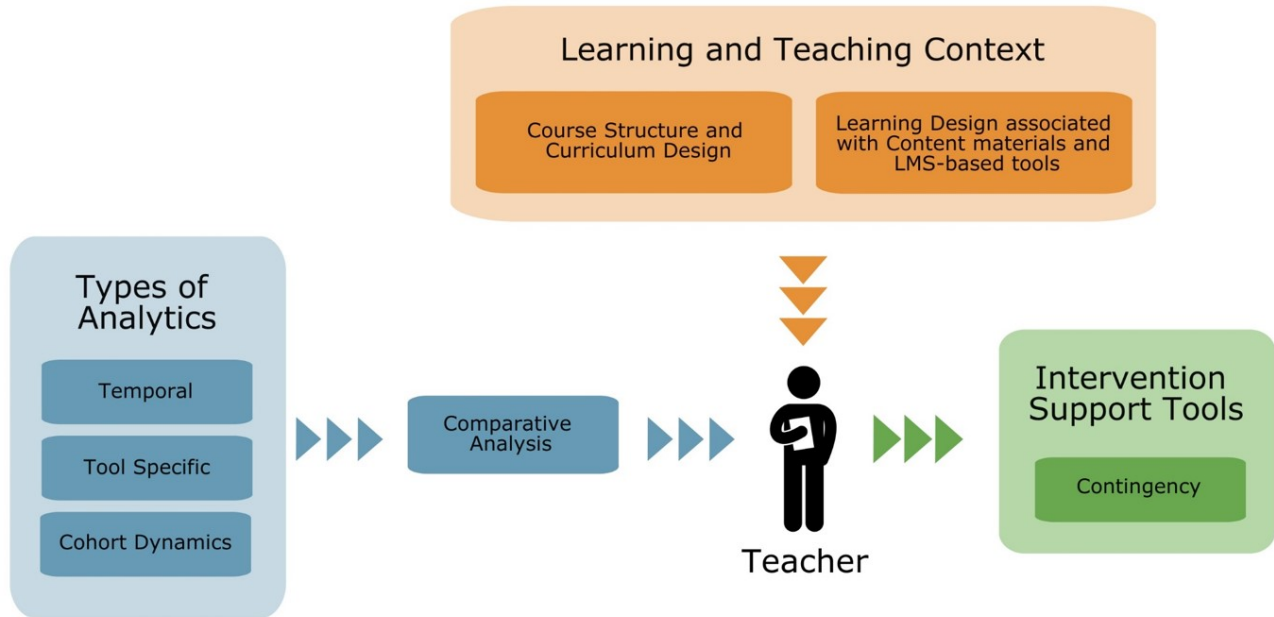 Learning and Teaching Context
Course Structure and
Curriculum Design
Learning Design associated
with Content materials and
LMS-based tools
Types of
Analytics
Temporal
Tool Specific
Cohort Dynamics
Comparative
Analysis
Teacher
Intervention
Support Tools
Contingency